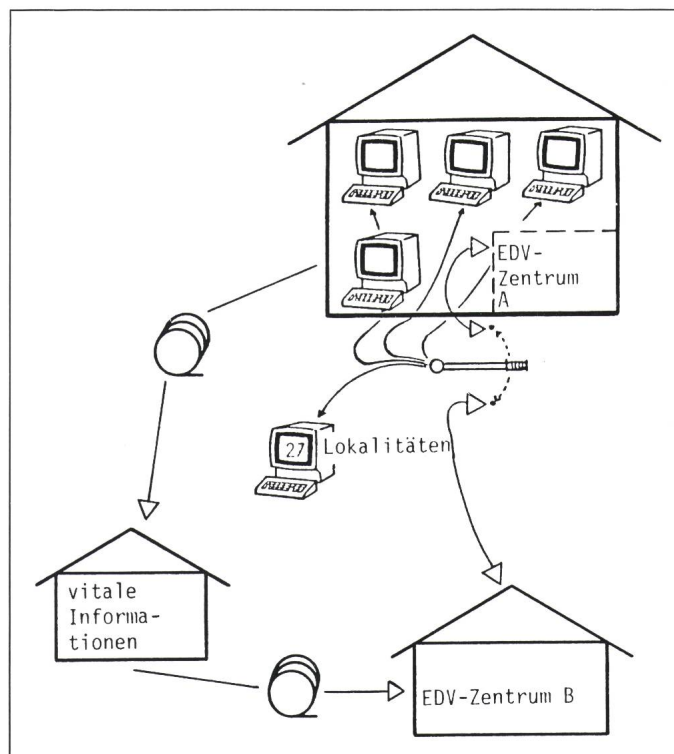 EDV-
Zentrum
A
27
Lokalitäten
vitale
Informa-
tionen
EDV-Zentrum B